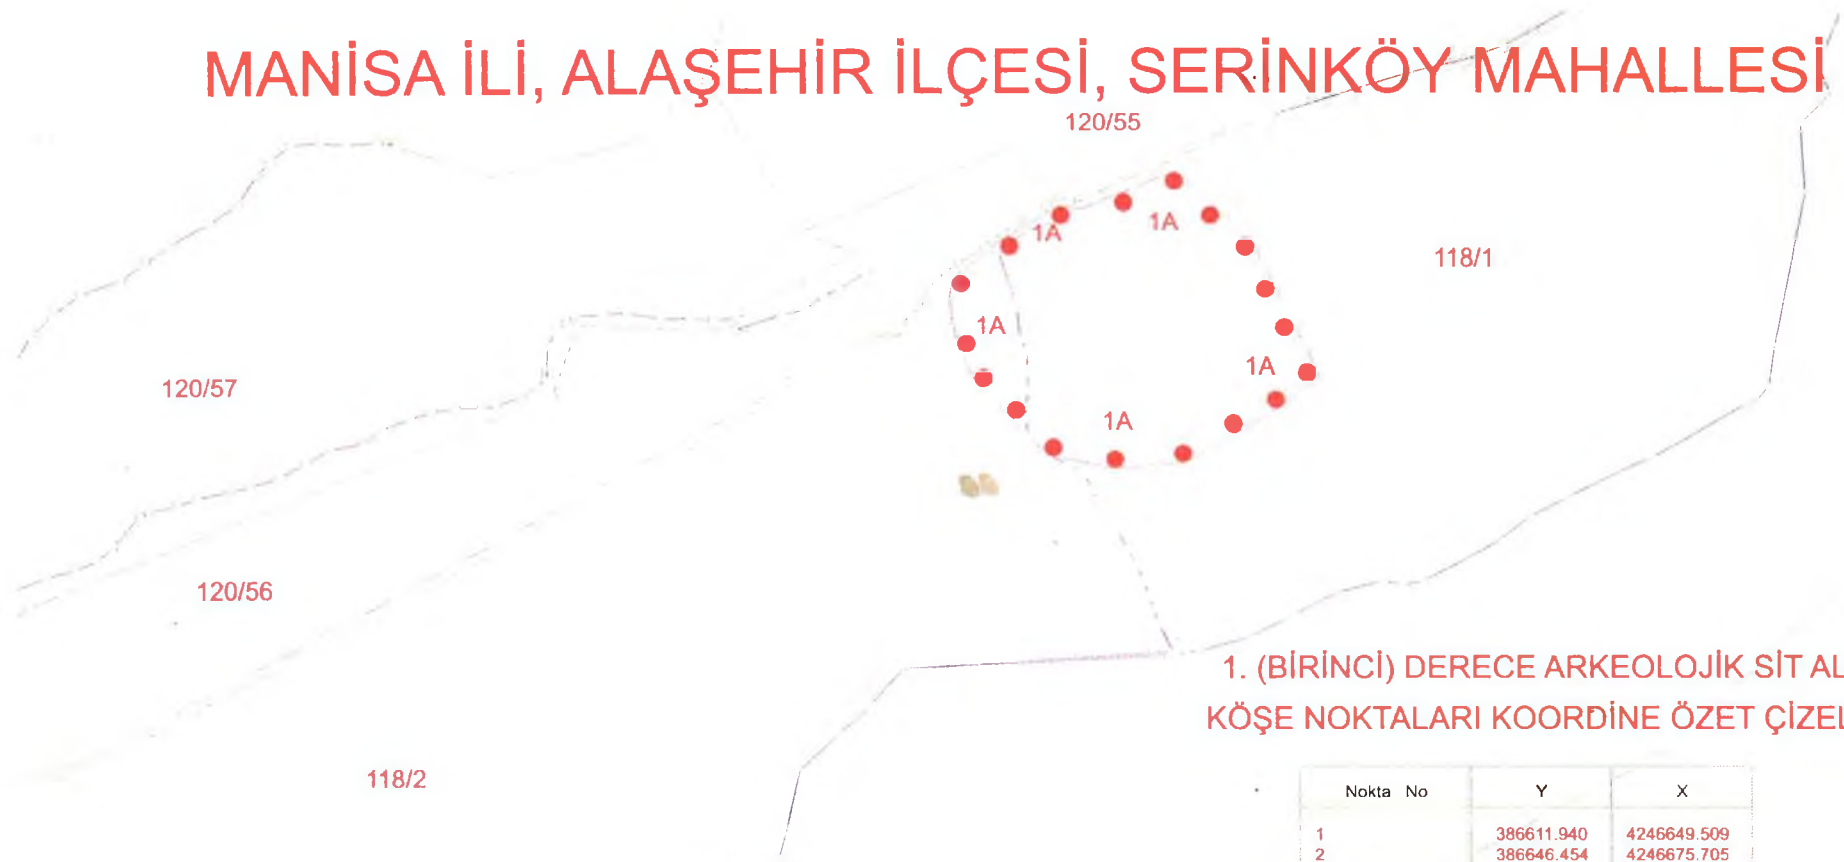 MANİSA İLİ, ALAŞEHİR İLÇESİ, SERİNKÖY MAHALLESİ
120/55
1A
1A
118/1
1A
120/57
1A
1A
120/56
1. (BİRİNCİ) DERECE ARKEOLOJİK SİT AL
KÖŞE NOKTALARI KOORDİNE ÖZET ÇİZEL
118/2
Nokta No Y X
1 386611.940 4246649.509
2 386646.454 4246675.705